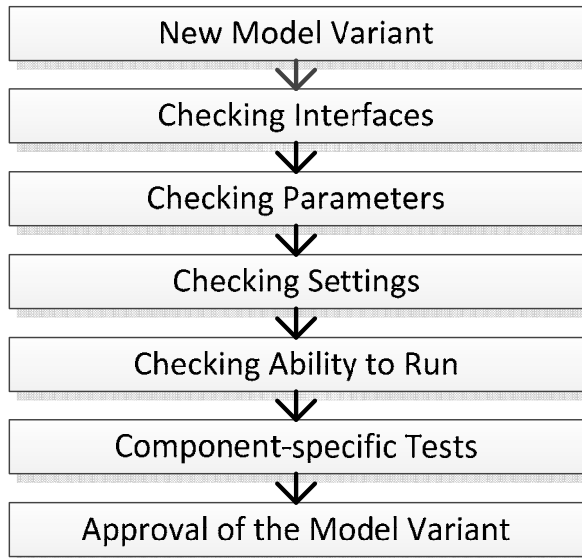 New Model Variant
Checking Interfaces
Checking Parameters
Checking Settings
Checking Ability to Run
Component-specific Tests
Approval of the Model Variant